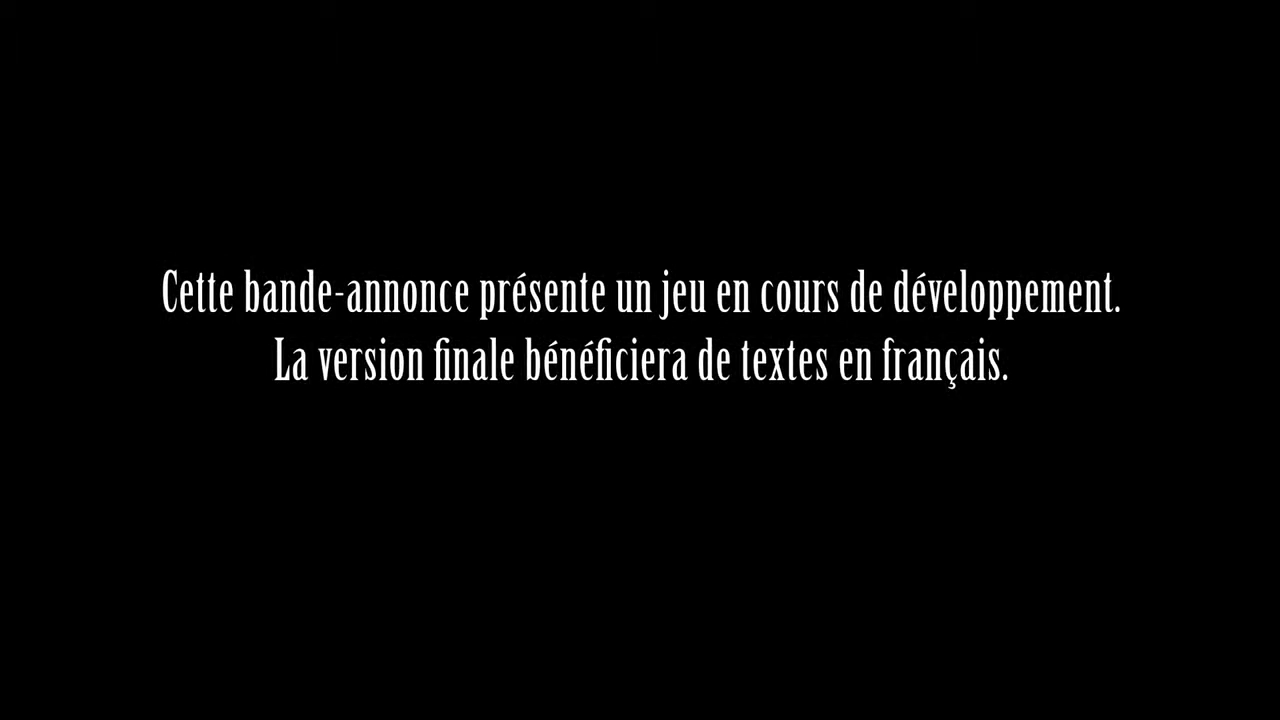 Cette bande-annonce présente un jeu en cours de développement.
La version finale bénéficiera de textes en français.